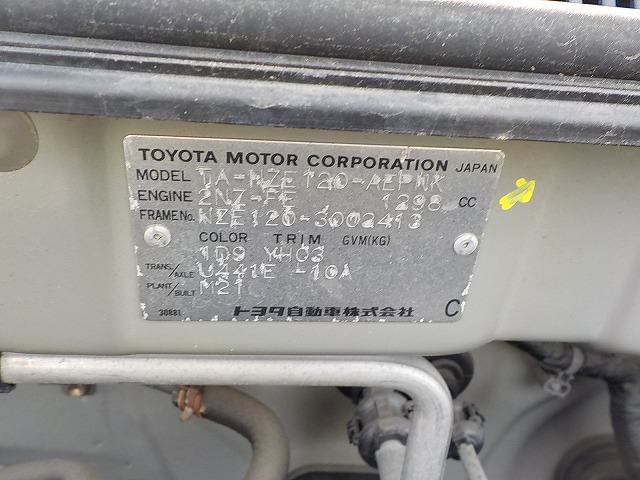 TOYOTA MOTOR CORPORATION JAPAN
MODEL UA-NZE120-AEPNK
ENGINE 2NZ-FE 1298 CC
FRAME No. NZE120-3002413
COLOR TRIM GVM(KG)
1D9 YH03
TRANS./AXLE U441E -10A
PLANT/BUILT M21
30881 トヨタ自動車株式会社 C